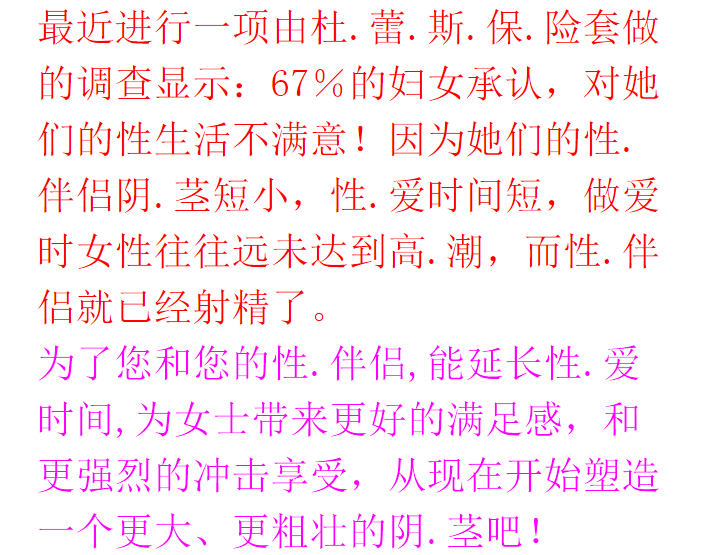 最近进行一项由杜.蕾.斯.保.险套做
的调查显示：67％的妇女承认，对她
们的性生活不满意！因为她们的性.
伴侣阴.茎短小，性.爱时间短，做爱
时女性往往远未达到高.潮，而性.伴
侣就已经射精了。
为了您和您的性.伴侣,能延长性.爱
时间,为女士带来更好的满足感，和
更强烈的冲击享受，从现在开始塑造
一个更大、更粗壮的阴.茎吧！